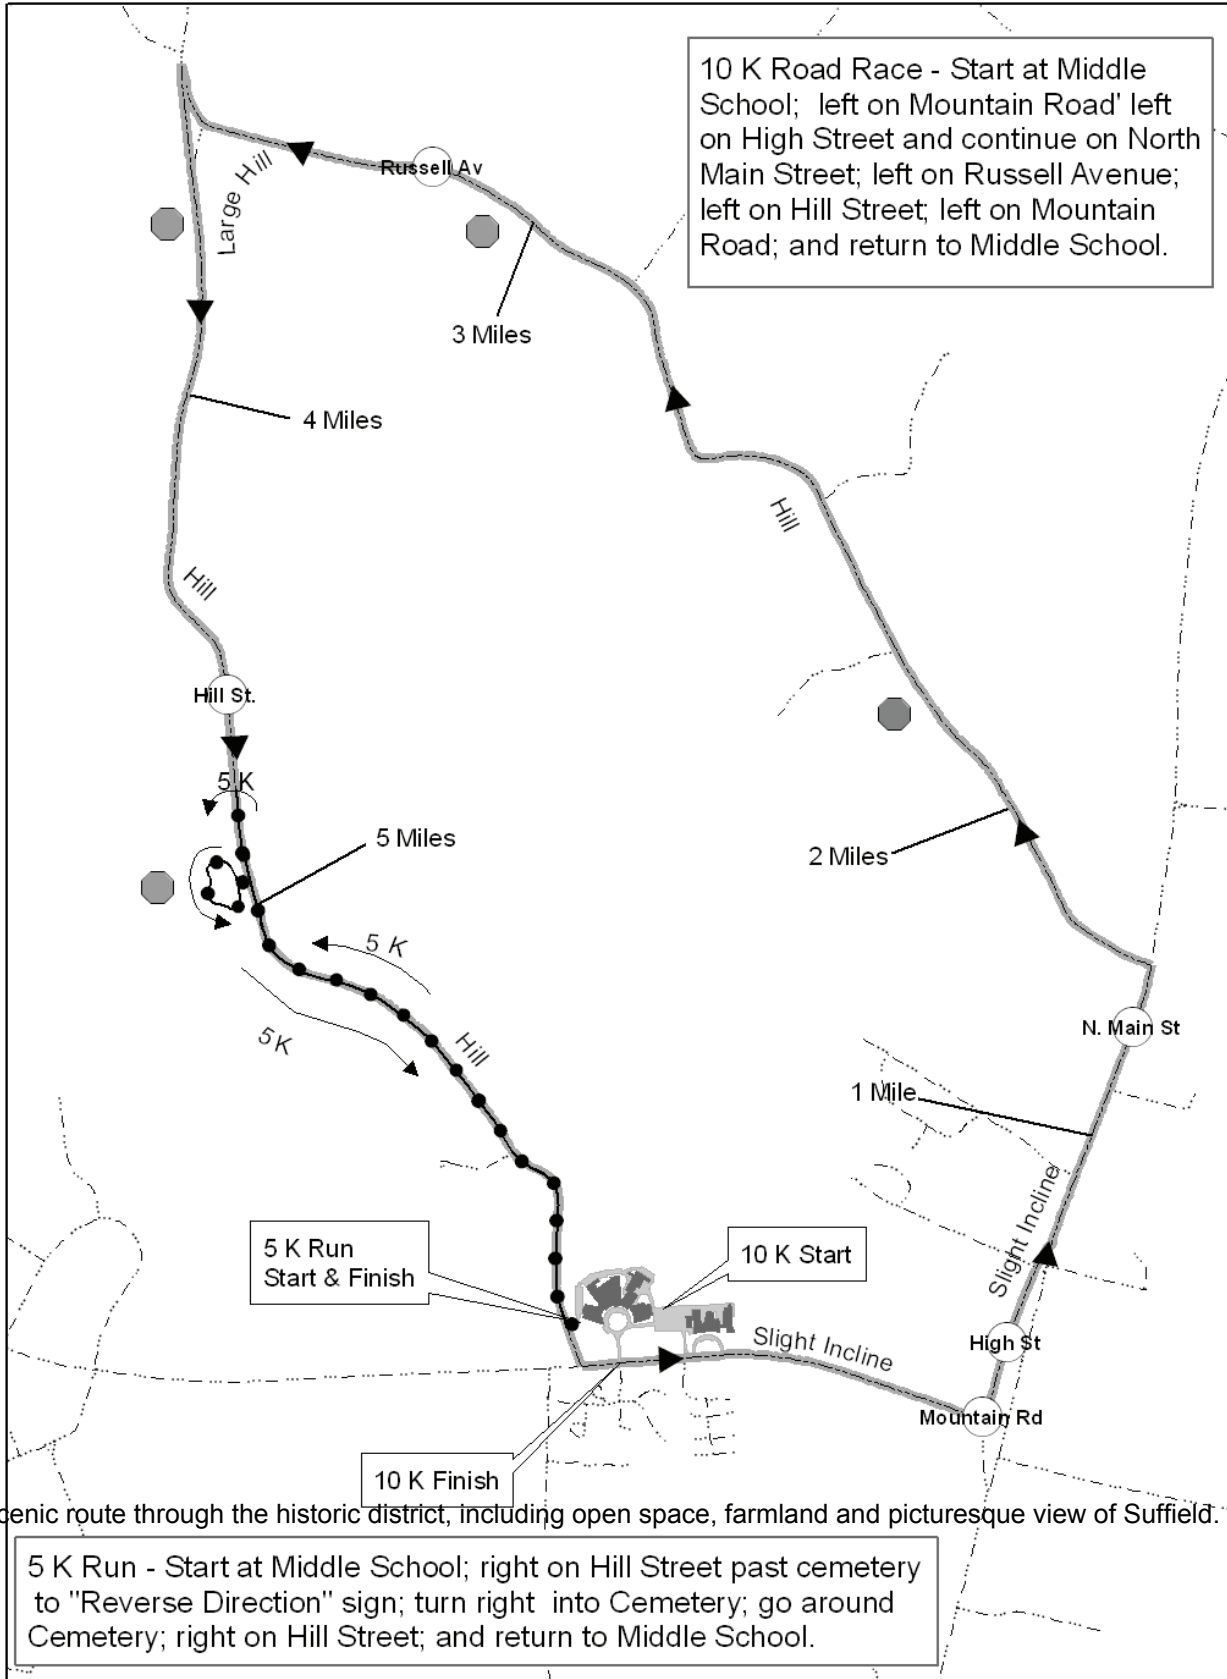 10 K Road Race - Start at Middle
School;  left on Mountain Road' left
on High Street and continue on North
Main Street; left on Russell Avenue;
left on Hill Street; left on Mountain
Road; and return to Middle School.
Russell Av
Large Hill
3 Miles
4 Miles
Hill
Hill
Hill St.
5 K
5 Miles
2 Miles
5 K
5 K
Hill
N. Main St
1 Mile
Slight Incline
5 K Run
Start & Finish
10 K Start
Slight Incline
High St
Mountain Rd
10 K Finish
cenic route through the historic district, including open space, farmland and picturesque view of Suffield.
5 K Run - Start at Middle School; right on Hill Street past cemetery
to "Reverse Direction" sign; turn right  into Cemetery; go around
Cemetery; right on Hill Street; and return to Middle School.